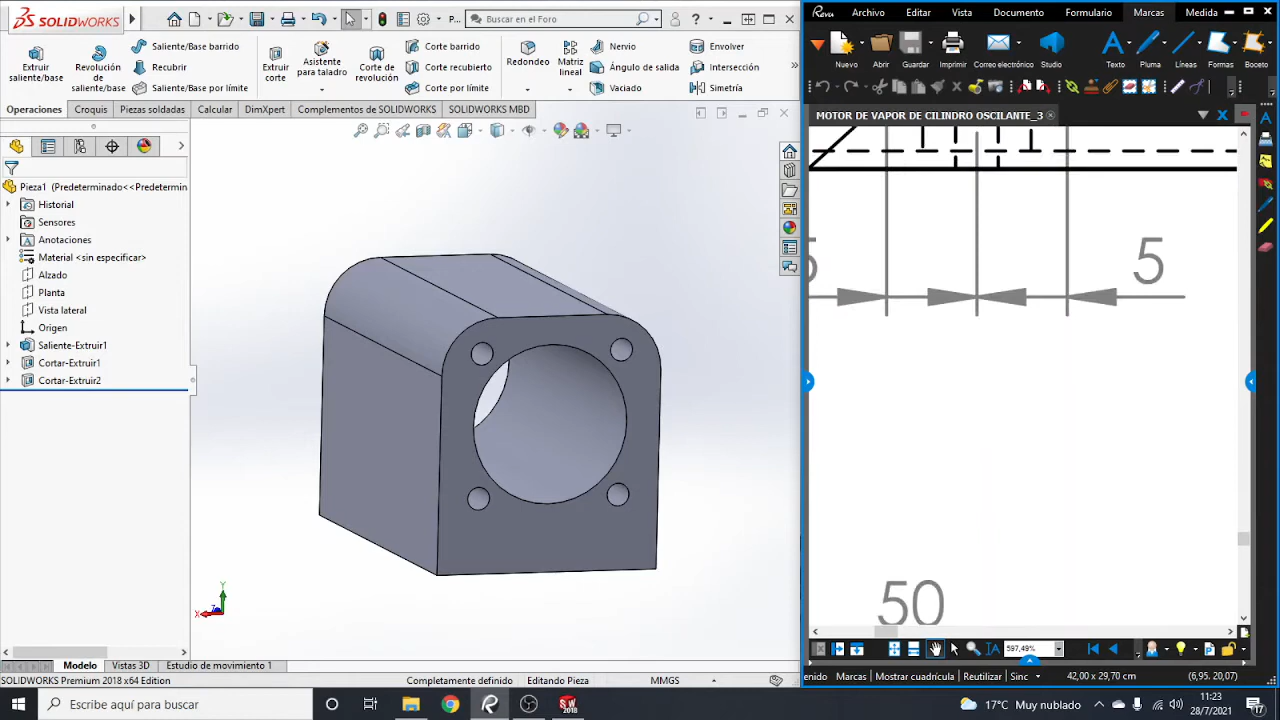 SOLIDWORKS
P...
Buscar en el Foro
Extruir saliente/base
Revolución de saliente/base
Saliente/Base barrido
Recubrir
Saliente/Base por límite
Extruir corte
Asistente para taladro
Corte de revolución
Corte barrido
Corte recubierto
Corte por límite
Redondeo
Matriz lineal
Nervio
Ángulo de salida
Vaciado
Envolver
Intersección
Simetría
Operaciones
Croquis
Piezas soldadas
Calcular
DimXpert
Complementos de SOLIDWORKS
SOLIDWORKS MBD
Pieza1 (Predeterminado<<Predetermin
Historial
Sensores
Anotaciones
Material <sin especificar>
Alzado
Planta
Vista lateral
Origen
Saliente-Extruir1
Cortar-Extruir1
Cortar-Extruir2
Y
X
Z
Modelo
Vistas 3D
Estudio de movimiento 1
SOLIDWORKS Premium 2018 x64 Edition
Completamente definido
Editando Pieza
MMGS
Revu
Archivo
Editar
Vista
Documento
Formulario
Marcas
Medida
Nuevo
Abrir
Guardar
Imprimir
Correo electrónico
Studio
Texto
Pluma
Líneas
Formas
Boceto
MOTOR DE VAPOR DE CILINDRO OSCILANTE_3
5
5
50
597,49%
enido
Marcas
Mostrar cuadrícula
Reutilizar
Sinc
42,00 x 29,70 cm
(6,95. 20,07)
Escribe aquí para buscar
17°C Muy nublado
11:23
28/7/2021
17